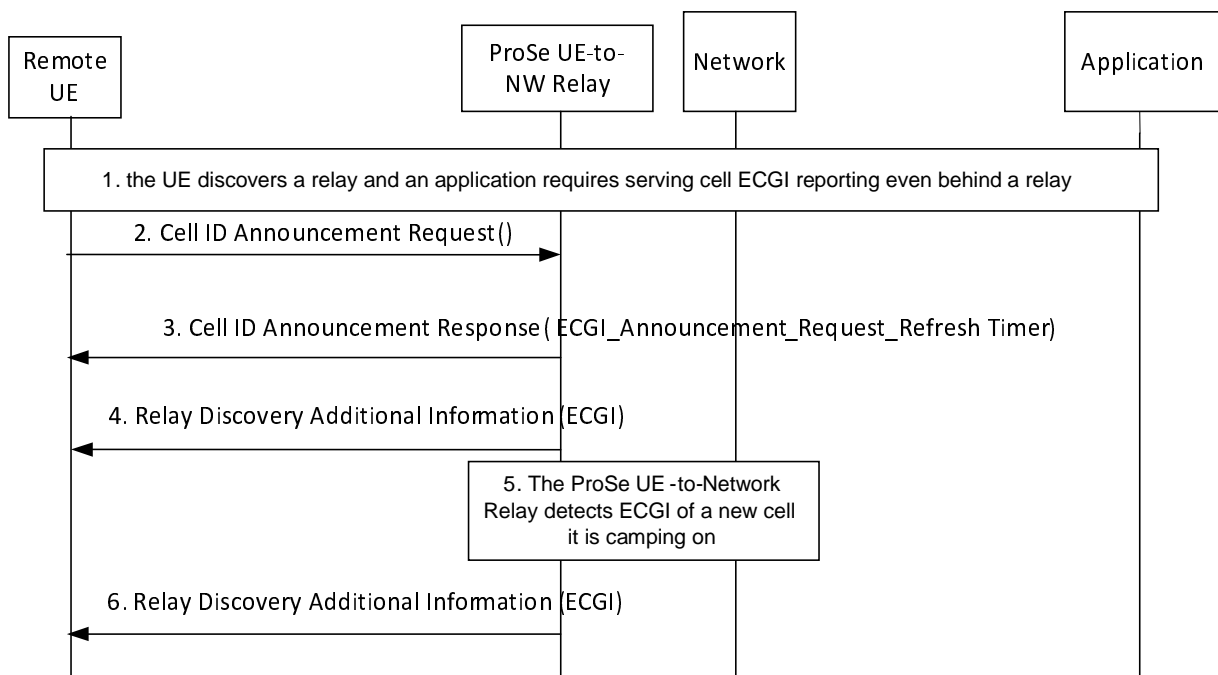 Remote
UE
ProSe UE-to-
NW Relay
Network
Application
1. the UE discovers a relay and an application requires serving cell ECGI reporting even behind a relay
2. Cell ID Announcement Request()
3. Cell ID Announcement Response( ECGI_Announcement_Request_Refresh Timer)
4. Relay Discovery Additional Information (ECGI)
5. The ProSe UE -to-Network
Relay detects ECGI of a new cell
it is camping on
6. Relay Discovery Additional Information (ECGI)